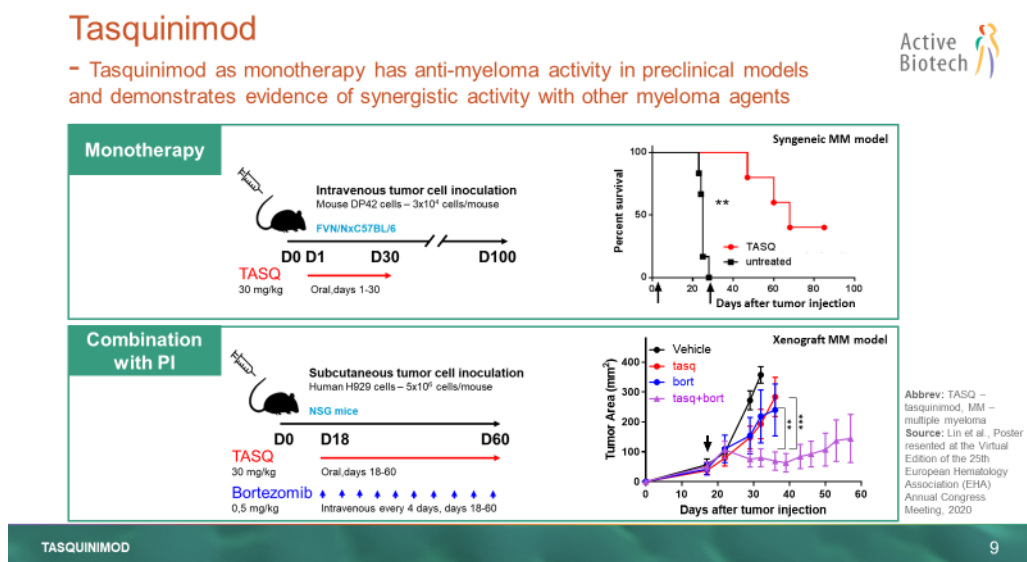 Tasquinimod
- Tasquinimod as monotherapy has anti-myeloma activity in preclinical models
and demonstrates evidence of synergistic activity with other myeloma agents
Active
Biotech
Monotherapy
Intravenous tumor cell inoculation
Mouse DP42 cells – 3x10⁴ cells/mouse
FVN/NxC57BL/6
D0 D1 D30 D100
TASQ
30 mg/kg
Oral,days 1-30
Syngeneic MM model
Percent survival
100
50
0
**
TASQ
untreated
0 20 40 60 80 100
Days after tumor injection
Combination
with PI
Subcutaneous tumor cell inoculation
Human H929 cells – 5x10⁶ cells/mouse
NSG mice
D0 D18 D60
TASQ
30 mg/kg
Oral,days 18-60
Bortezomib
0,5 mg/kg
Intravenous every 4 days, days 18-60
Xenograft MM model
Tumor Area (mm²)
400
300
200
100
0
Vehicle
tasq
bort
tasq+bort
**
***
0 10 20 30 40 50 60
Days after tumor injection
Abbrev: TASQ –
tasquinimod, MM –
multiple myeloma
Source: Lin et al., Poster
resented at the Virtual
Edition of the 25th
European Hematology
Association (EHA)
Annual Congress
Meeting, 2020
TASQUINIMOD
9